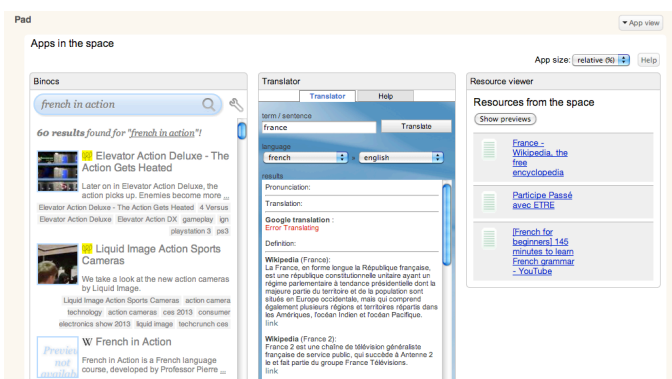 Pad
App view
Apps in the space
App size: relative (%) Help
Binocs
french in action
60 results found for "french in action"!
Elevator Action Deluxe - The
Action Gets Heated
Later on in Elevator Action Deluxe, the
action picks up. Enemies become more ...
Elevator Action Deluxe - The Action Gets Heated 4 Versus
Elevator Action Deluxe Elevator Action DX gameplay ign
playstation 3 ps3
Liquid Image Action Sports
Cameras
We take a look at the new action cameras
by Liquid Image.
Liquid Image Action Sports Cameras action camera
technology action cameras ces 2013 consumer
electronics show 2013 liquid image techcrunch ces
Preview
not
available
W French in Action
French in Action is a French language
course, developed by Professor Pierre ...
Translator
Translator Help
term / sentence
france Translate
language
french » english
results
Pronunciation:
Translation:
Google translation :
Error Translating
Definition:
Wikipedia (France):
La France, en forme longue la République française,
est une république constitutionnelle unitaire ayant un
régime parlementaire à tendance présidentielle dont la
majeure partie du territoire et de la population sont
situés en Europe occidentale, mais qui comprend
également plusieurs régions et territoires répartis dans
les Amériques, l'océan Indien et l'océan Pacifique.
link
Wikipedia (France 2):
France 2 est une chaîne de télévision généraliste
française de service public, qui succède à Antenne 2
le et fait partie du groupe France Télévisions.
link
Resource viewer
Resources from the space
Show previews
France -
Wikipedia, the
free
encyclopedia
Participe Passé
avec ETRE
[French for
beginners] 145
minutes to learn
French grammar
- YouTube